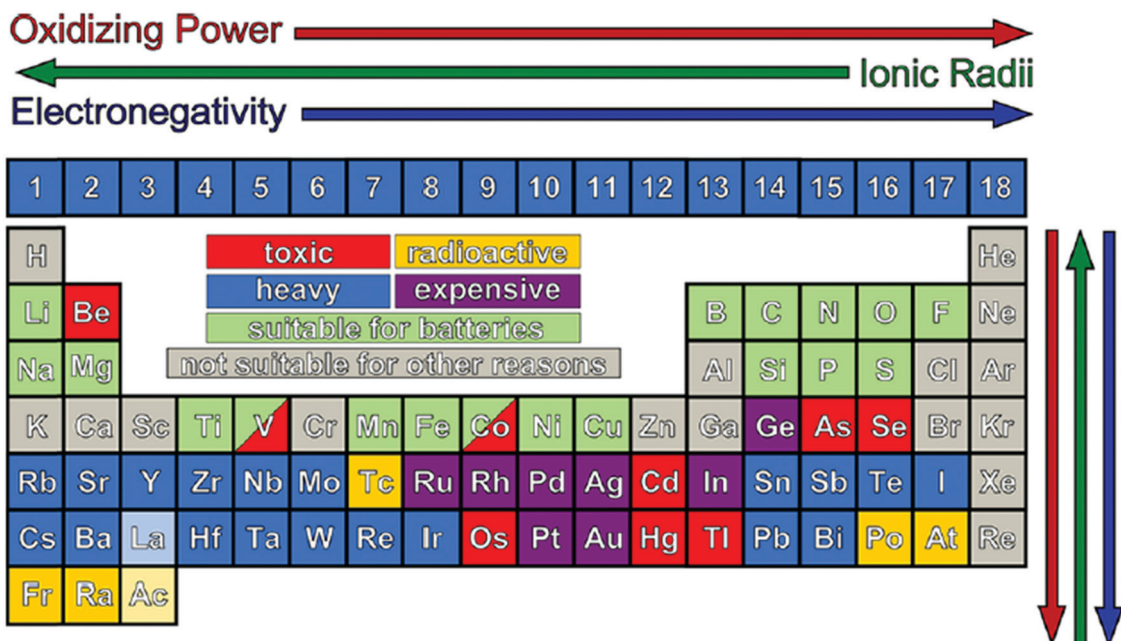 Oxidizing Power
Ionic Radii
Electronegativity
1 2 3 4 5 6 7 8 9 10 11 12 13 14 15 16 17 18
toxic radioactive
H He
heavy expensive
Li Be B C N O F Ne
suitable for batteries
not suitable for other reasons
Na Mg Al Si P S Cl Ar
K Ca Sc Ti V Cr Mn Fe Co Ni Cu Zn Ga Ge As Se Br Kr
Rb Sr Y Zr Nb Mo Tc Ru Rh Pd Ag Cd In Sn Sb Te I Xe
Cs Ba La Hf Ta W Re Ir Os Pt Au Hg Tl Pb Bi Po At Re
Fr Ra Ac